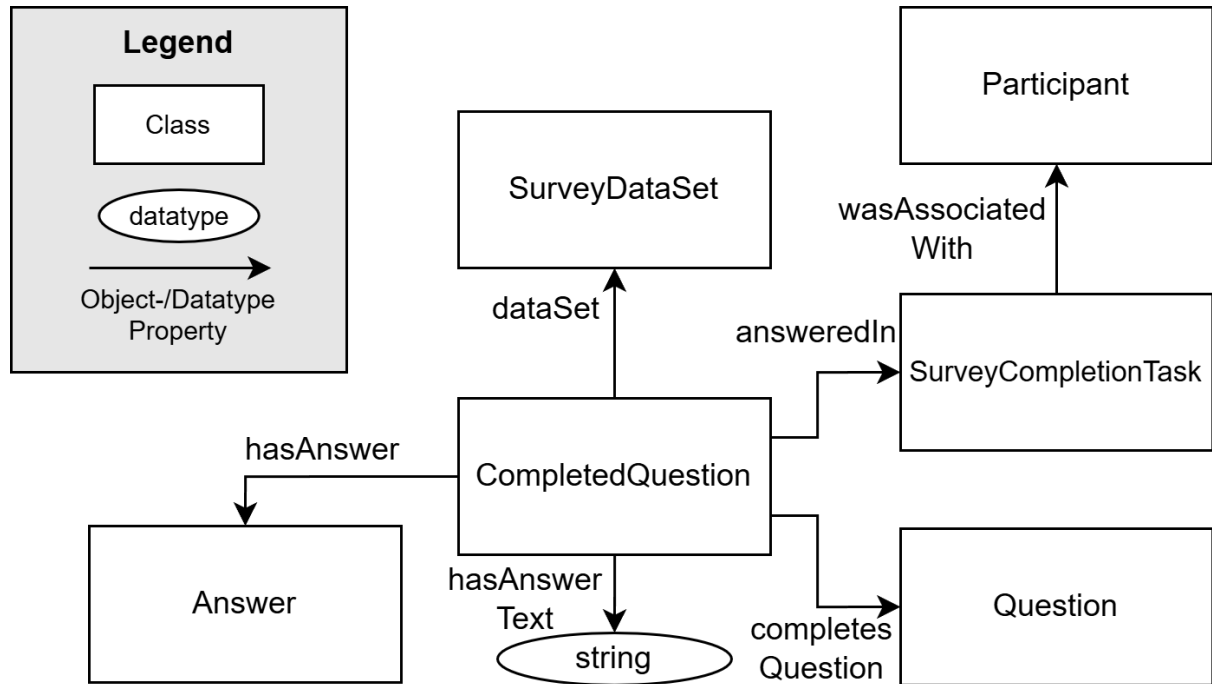 Legend
Class
datatype
Object-/Datatype
Property
Participant
SurveyDataSet
wasAssociated
With
dataSet
answeredIn
SurveyCompletionTask
hasAnswer
CompletedQuestion
Answer
hasAnswer
Text
string
completes
Question
Question